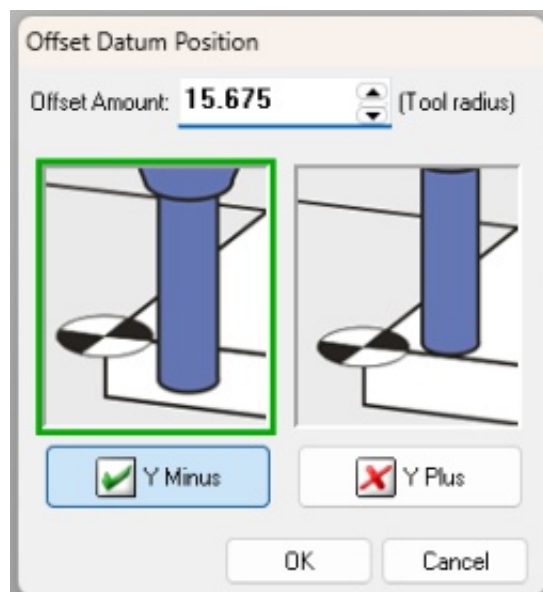 Offset Datum Position
Offset Amount: 15.675 (Tool radius)
Y Minus Y Plus
OK Cancel